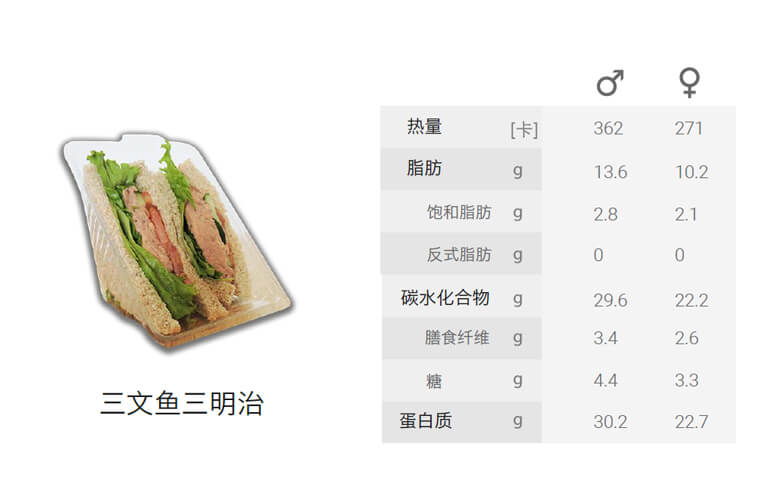 ♂ ♀
热量 [卡] 362 271
脂肪 g 13.6 10.2
饱和脂肪 g 2.8 2.1
反式脂肪 g 0 0
碳水化合物 g 29.6 22.2
膳食纤维 g 3.4 2.6
糖 g 4.4 3.3
蛋白质 g 30.2 22.7
三文鱼三明治